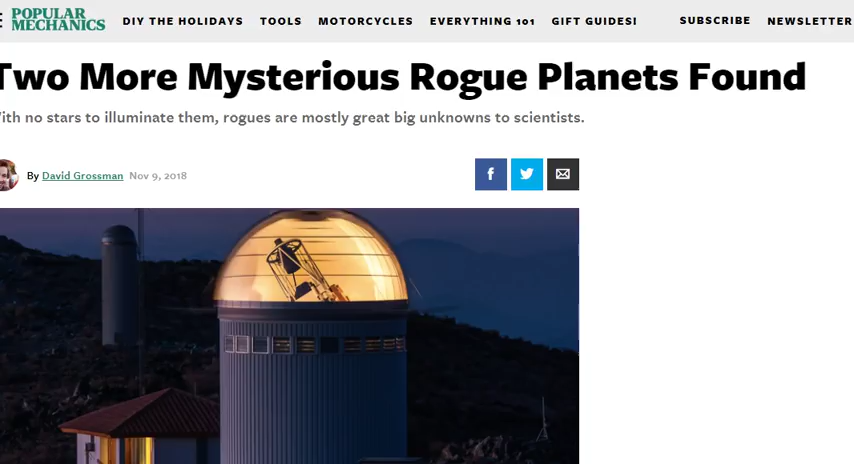 POPULAR
MECHANICS
DIY THE HOLIDAYS TOOLS MOTORCYCLES EVERYTHING 101 GIFT GUIDES! SUBSCRIBE NEWSLETTER
Two More Mysterious Rogue Planets Found
ith no stars to illuminate them, rogues are mostly great big unknowns to scientists.
By David Grossman Nov 9, 2018